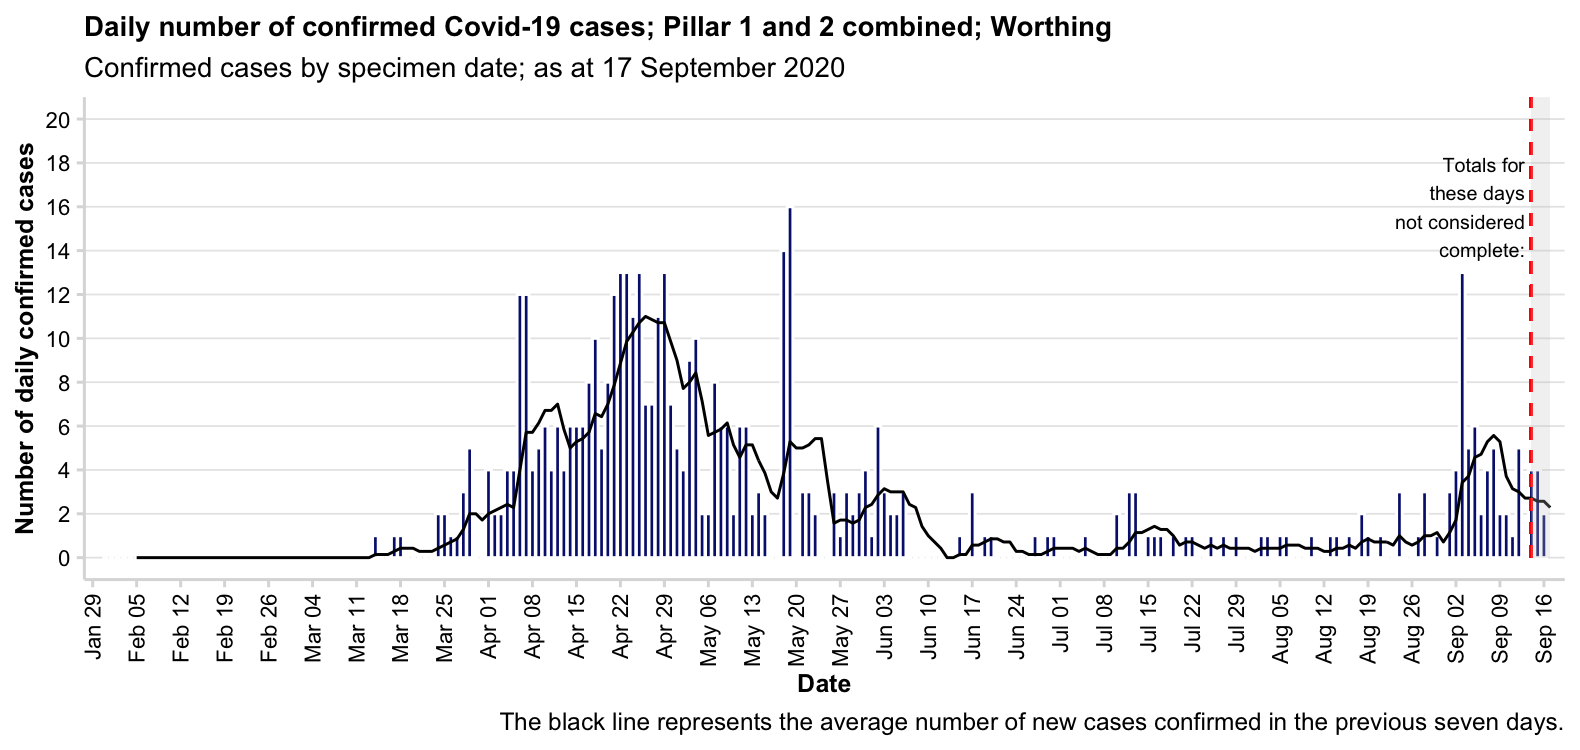 Daily number of confirmed Covid-19 cases; Pillar 1 and 2 combined; Worthing
Confirmed cases by specimen date; as at 17 September 2020
Number of daily confirmed cases
20
18
16
14
12
10
8
6
4
2
0
Totals for
these days
not considered
complete:
Jan 29
Feb 05
Feb 12
Feb 19
Feb 26
Mar 04
Mar 11
Mar 18
Mar 25
Apr 01
Apr 08
Apr 15
Apr 22
Apr 29
May 06
May 13
May 20
May 27
Jun 03
Jun 10
Jun 17
Jun 24
Jul 01
Jul 08
Jul 15
Jul 22
Jul 29
Aug 05
Aug 12
Aug 19
Aug 26
Sep 02
Sep 09
Sep 16
Date
The black line represents the average number of new cases confirmed in the previous seven days.